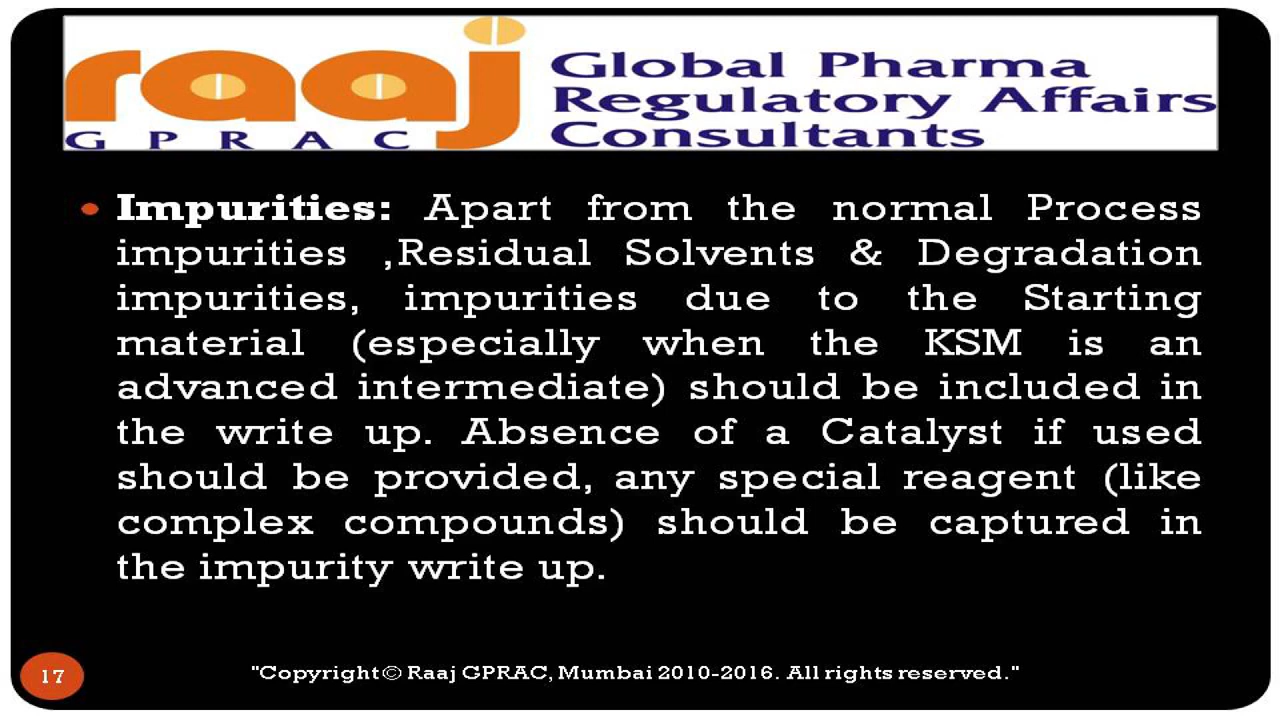 raaj
GPRAC
Global Pharma
Regulatory Affairs
Consultants
• Impurities: Apart from the normal Process
impurities ,Residual Solvents & Degradation
impurities, impurities due to the Starting
material (especially when the KSM is an
advanced intermediate) should be included in
the write up. Absence of a Catalyst if used
should be provided, any special reagent (like
complex compounds) should be captured in
the impurity write up.
17
"Copyright© Raaj GPRAC, Mumbai 2010-2016. All rights reserved."